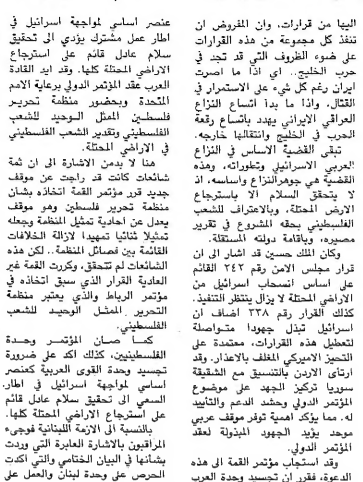 اليها من قرارات، وان المفروض ان
تنفذ كل مجموعة من هذه القرارات
على ضوء الظروف التي قد تجد في
حرب الخليج.. اي اذا ما اصرت
ايران رغم كل شيء على الاستمرار في
القتال. واذا ما بدأ اتساع النزاع
العراقي الايراني يهدد باتساع رقعة
الحرب في الخليج وانتقالها خارجه.
تبقى القضية الاساس في النزاع
العربي الاسرائيلي وتطوراته، وهذه
القضية هي جوهر النزاع واساسه. اذ
لا يتحقق السلام ألا باسترجاع
الارض المحتلة، وبالاعتراف للشعب
الفلسطيني بحقه المشروع في تقرير
مصيره، وباقامة دولته المستقلة.
وكان الملك حسين قد اشار الى ان
قرار مجلس الامن رقم ٢٤٢ القائم
على اساس انسحاب اسرائيل من
الاراضي المحتلة لا يزال ينتظر التنفيذ.
كذلك القرار رقم ٣٣٨ اضاف ان
اسرائيل تبذل جهودا متواصلة
لتعطيل هذه القرارات، معتمدة على
التحيز الاميركي المغلف بالاعذار. وقد
ارتأى الاردن بالتنسيق مع الشقيقة
سوريا تركيز الجهد على موضوع
المؤتمر الدولي وحشد الدعم والتأييد
له. مما يؤكد اهمية توفر موقف عربي
موحد يؤيد الجهود المبذولة لعقد
المؤتمر الدولي.
وقد استجاب مؤتمر القمة الى هذه
الدعوة، فقرر ان تجسيد وحدة العرب
عنصر اساسي لمواجهة اسرائيل في
اطار عمل مشترك يؤدي الى تحقيق
سلام عادل قائم على استرجاع
الاراضي المحتلة كلها. وقد ايد القادة
العرب عقد المؤتمر الدولي برعاية الامم
المتحدة وبحضور منظمة تحرير
فلسطين الممثل الوحيد للشعب
الفلسطيني وتقدير الشعب الفلسطيني
في الاراضي المحتلة.
هنا لا بد من الاشارة الى ان ثمة
شائعات كانت قد راجت عن موقف
جديد قرر مؤتمر القمة اتخاذه بشأن
منظمة تحرير فلسطين وهو موقف
يعدل عن احادية تمثيل المنظمة وجعله
تمثيلا ثنائيا تمهيدا لازالة الخلافات
القائمة بين فصائل المنظمة.. لكن هذه
الشائعات لم تتحقق، وكررت القمة غير
العادية القرار الذي سبق اتخاذه في
مؤتمر الرباط والذي يعتبر منظمة
التحرير الممثل الوحيد للشعب
الفلسطيني.
كما صان المؤتمر وحدة
الفلسطينيين، كذلك اكد على ضرورة
تجسيد وحدة القوى العربية كعنصر
اساسي لمواجهة اسرائيل في اطار
السعي الى تحقيق سلام عادل قائم
على استرجاع الاراضي المحتلة كلها.
بالنسبة الى الازمة اللبنانية فوجىء
المراقبون بالاشارة العابرة التي وردت
بشأنها في البيان الختامي والتي اكدت
الحرص على وحدة لبنان والعمل على